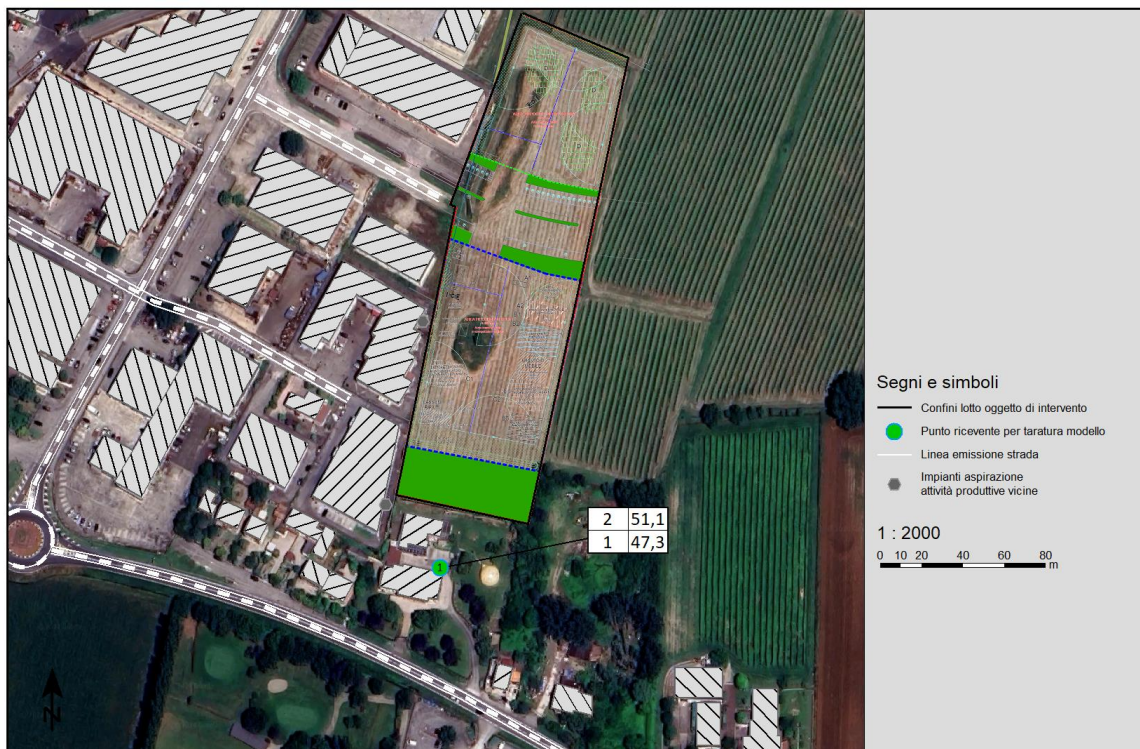 Segni e simboli
Confini lotto oggetto di intervento
Punto ricevente per taratura modello
Linea emissione strada
Impianti aspirazione
attività produttive vicine
1 : 2000
0 10 20 40 60 80
m
2 51,1
1 47,3
1
N